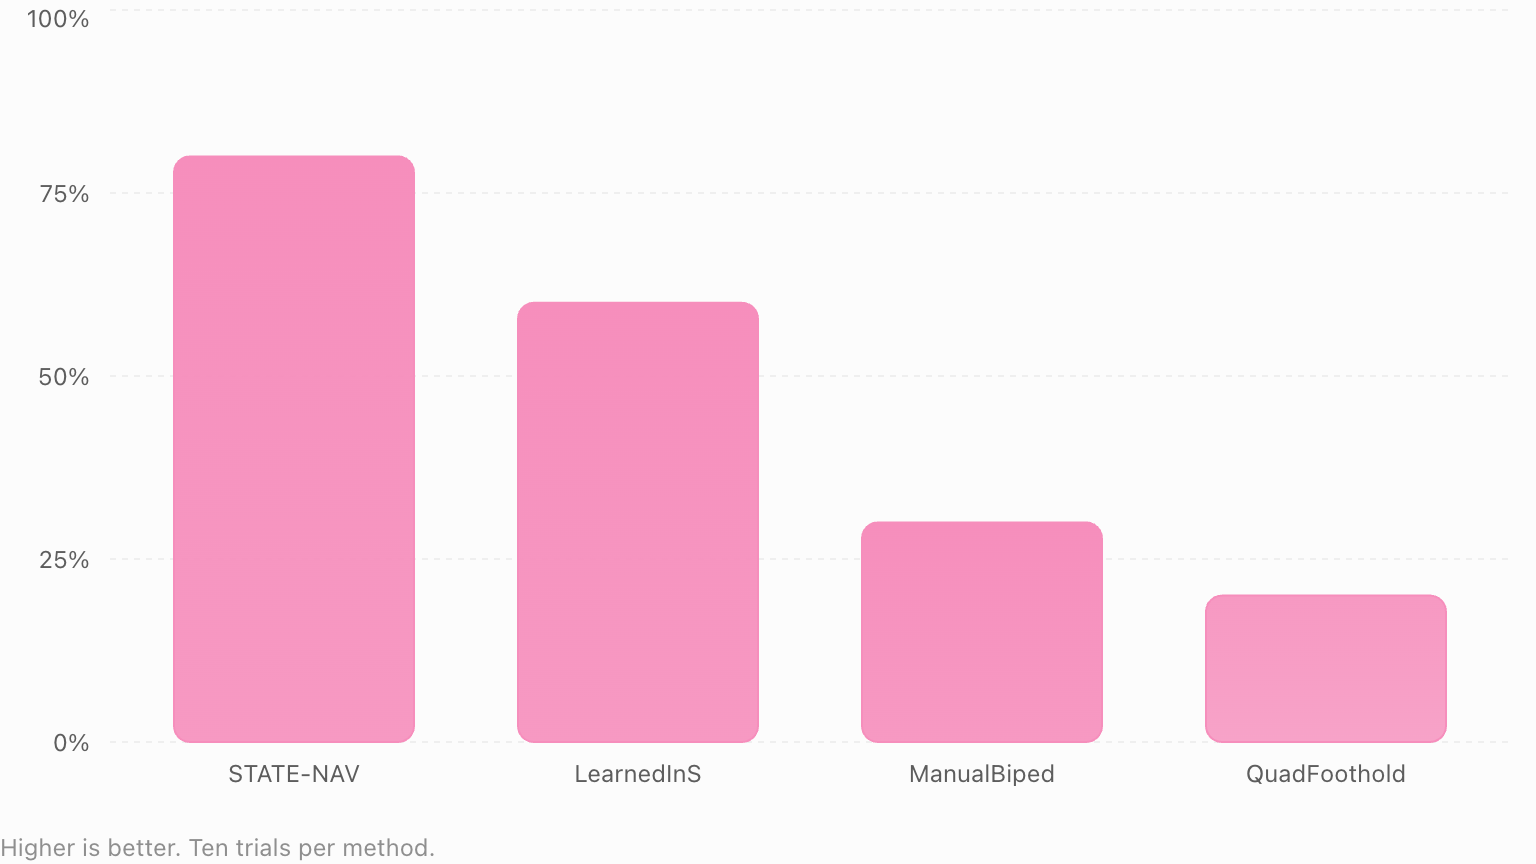 100%
75%
50%
25%
0%
STATE-NAV LearnedInS ManualBiped QuadFoothold
Higher is better. Ten trials per method.